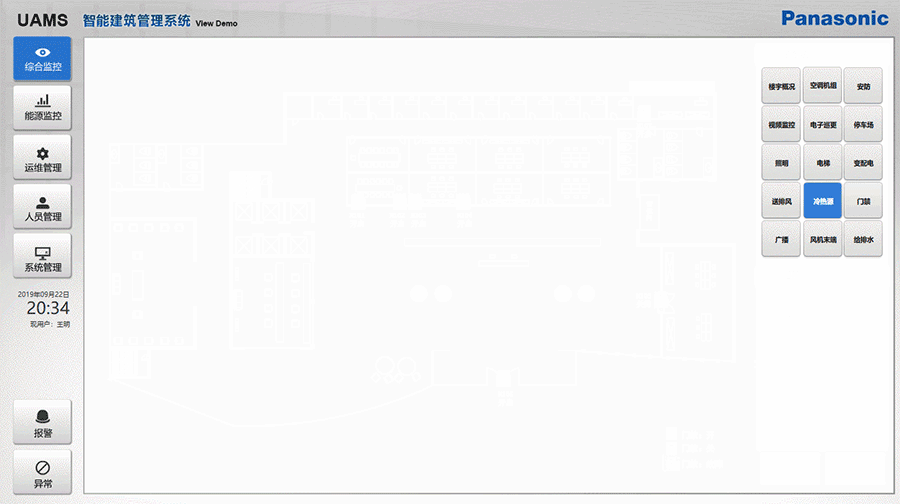 UAMS 智能建筑管理系统 View Demo Panasonic
综合监控
能源监控
运维管理
人员管理
系统管理
2019年09月22日
20:34
现用户：王明
报警
异常
楼宇概况 空调机组 安防
视频监控 电子巡更 停车场
照明 电梯 变配电
送排风 冷热源 门禁
广播 风机末端 给排水